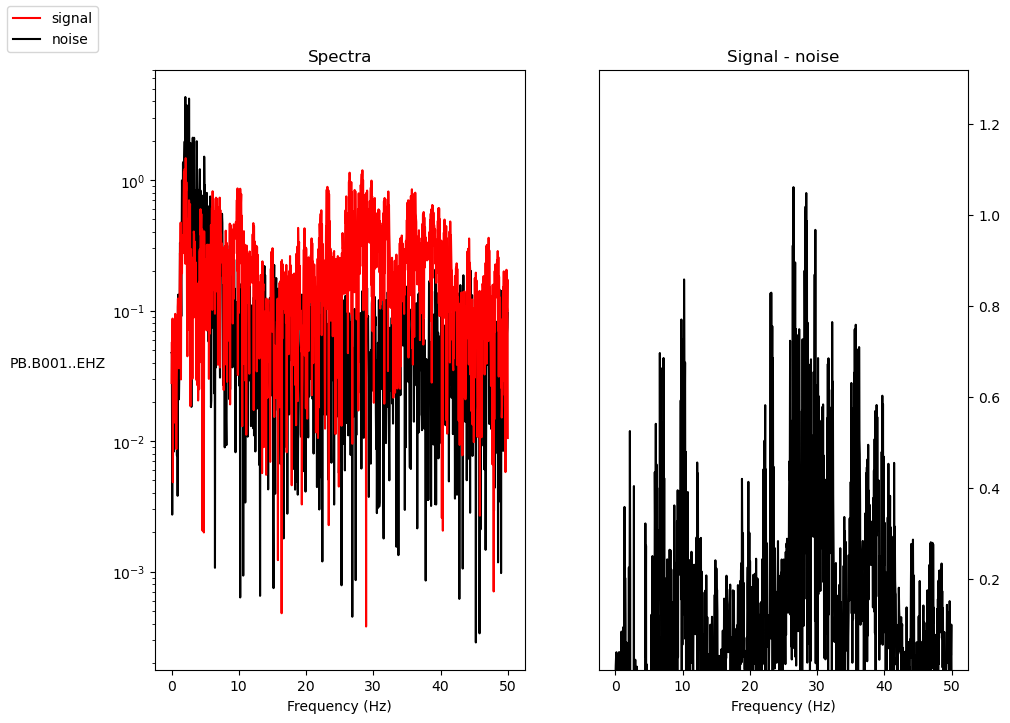 signal
noise
Spectra
Signal - noise
10^0
10^-1
10^-2
10^-3
PB.B001..EHZ
1.2
1.0
0.8
0.6
0.4
0.2
0 10 20 30 40 50
0 10 20 30 40 50
Frequency (Hz)
Frequency (Hz)